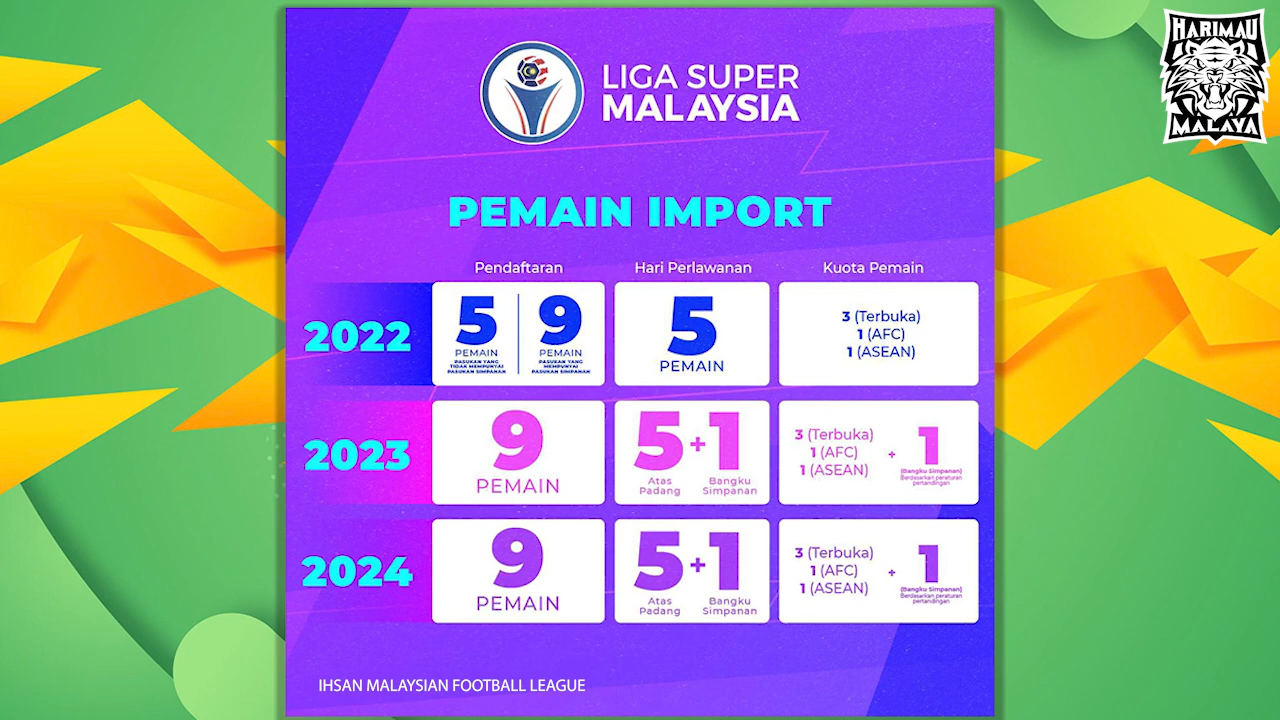 HARIMAU
MALAYA
LIGA SUPER
MALAYSIA
PEMAIN IMPORT
Pendaftaran
Hari Perlawanan
Kuota Pemain
2022
5
PEMAIN
PASUKAN YANG
TIDAK MEMPUNYAI
PASUKAN SIMPANAN
9
PEMAIN
PASUKAN YANG
MEMPUNYAI
PASUKAN SIMPANAN
5
PEMAIN
3 (Terbuka)
1 (AFC)
1 (ASEAN)
2023
9
PEMAIN
5+1
Atas
Padang
Bangku
Simpanan
3 (Terbuka)
1 (AFC)
1 (ASEAN)
+ 1
(Bangku Simpanan)
Berdasarkan peraturan
pertandingan
2024
9
PEMAIN
5+1
Atas
Padang
Bangku
Simpanan
3 (Terbuka)
1 (AFC)
1 (ASEAN)
+ 1
(Bangku Simpanan)
Berdasarkan peraturan
pertandingan
IHSAN MALAYSIAN FOOTBALL LEAGUE